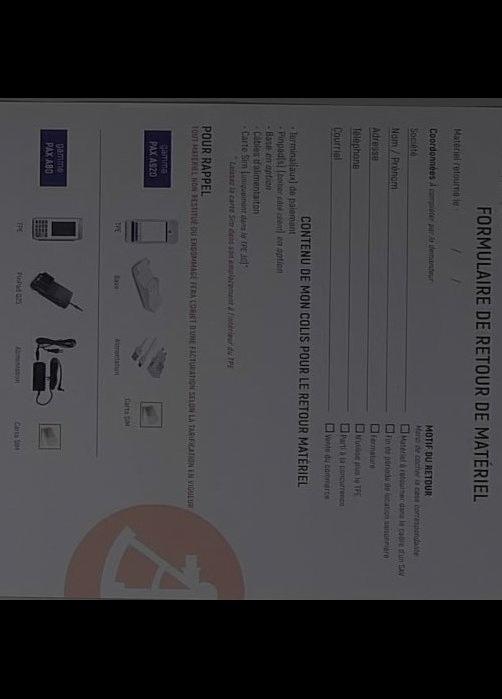 FORMULAIRE DE RETOUR DE MATÉRIEL
Matériel retourné le : / /
Coordonnées À compléter par le demandeur
Société
Nom / Prénom
Adresse
Téléphone
Courriel
MOTIF DU RETOUR
Merci de cocher la case correspondante
Matériel à retourner dans le cadre d'un SAV
Fin de période de location saisonnière
Fermeture
N'utilise plus le TPE
Parti à la concurrence
Vente du commerce
CONTENU DE MON COLIS POUR LE RETOUR MATÉRIEL
- Terminal(aux) de paiement
- Pinpad(s) (boîtier côté client) en option
- Base en option
- Câbles d'alimentation
- Carte Sim (uniquement dans le TPE 3G)*
* Laissez la carte Sim dans son emplacement à l'intérieur du TPE
POUR RAPPEL
TOUT MATÉRIEL NON RESTITUÉ OU ENDOMMAGÉ FERA L'OBJET D'UNE FACTURATION SELON LA TARIFICATION EN VIGUEUR
gamme
PAX A920
TPE
Base
Alimentation
Carte SIM
gamme
PAX A80
TPE
PinPad Q25
Alimentation
Carte SIM